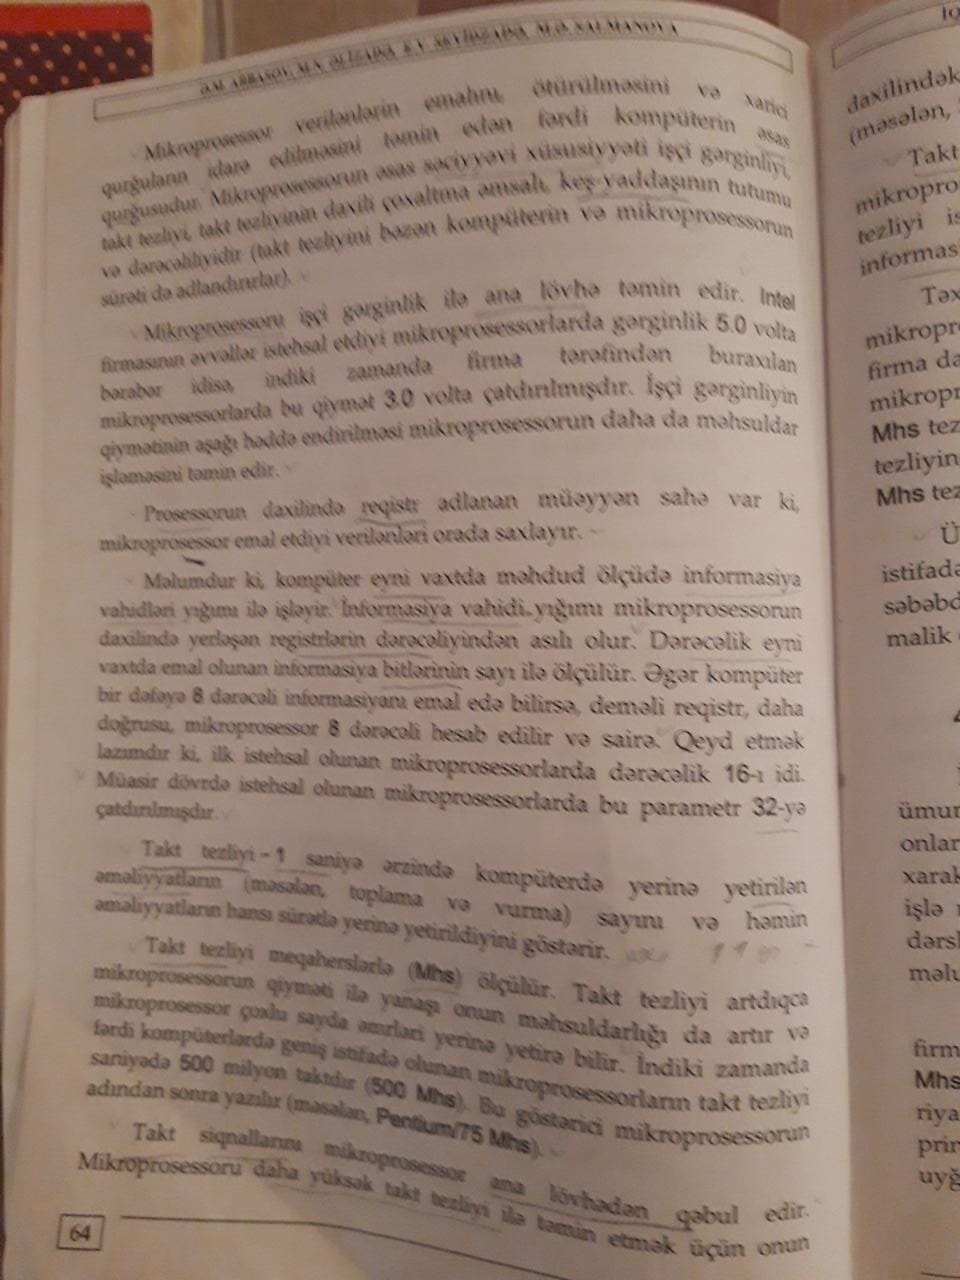 ƏM. ABBASOV, M.N. ƏLİZADƏ, E.V. SEYİDZADƏ, M.Ə. SALMANOVA
Mikroprosessor verilənlərin emalını, ötürülməsini və xarici
qurğuların idarə edilməsini təmin edən fərdi kompüterin əsas
qurğusudur. Mikroprosessorun əsas səciyyəvi xüsusiyyəti işçi gərginliyi,
takt tezliyi, takt tezliyinin daxili çoxaltma əmsalı, keş-yaddaşının tutumu
və dərəcəliliyidir (takt tezliyini bəzən kompüterin və mikroprosessorun
sürəti də adlandırırlar).
Mikroprosessoru işçi gərginlik ilə ana lövhə təmin edir. Intel
firmasının əvvəllər istehsal etdiyi mikroprosessorlarda gərginlik 5.0 volta
bərabər idisə, indiki zamanda firma tərəfindən buraxılan
mikroprosessorlarda bu qiymət 3.0 volta çatdırılmışdır. İşçi gərginliyin
qiymətinin aşağı həddə endirilməsi mikroprosessorun daha da məhsuldar
işləməsini təmin edir.
Prosessorun daxilində reqistr adlanan müəyyən sahə var ki,
mikroprosessor emal etdiyi verilənləri orada saxlayır.
Məlumdur ki, kompüter eyni vaxtda məhdud ölçüdə informasiya
vahidləri yığımı ilə işləyir. İnformasiya vahidi yığımı mikroprosessorun
daxilində yerləşən registrlərin dərəcəliyindən asılı olur. Dərəcəlik eyni
vaxtda emal olunan informasiya bitlərinin sayı ilə ölçülür. Əgər kompüter
bir dəfəyə 8 dərəcəli informasiyanı emal edə bilirsə, deməli reqistr, daha
doğrusu, mikroprosessor 8 dərəcəli hesab edilir və sairə. Qeyd etmək
lazımdır ki, ilk istehsal olunan mikroprosessorlarda dərəcəlik 16-ı idi.
Müasir dövrdə istehsal olunan mikroprosessorlarda bu parametr 32-yə
çatdırılmışdır.
Takt tezliyi - 1 saniyə ərzində kompüterdə yerinə yetirilən
əməliyyatların (məsələn, toplama və vurma) sayını və həmin
əməliyyatların hansı sürətlə yerinə yetirildiyini göstərir.
Takt tezliyi meqaherslərlə (Mhs) ölçülür. Takt tezliyi artdıqca
mikroprosessorun qiyməti ilə yanaşı onun məhsuldarlığı da artır və
mikroprosessor çoxlu sayda əmrləri yerinə yetirə bilir. İndiki zamanda
fərdi kompüterlərdə geniş istifadə olunan mikroprosessorların takt tezliyi
saniyədə 500 milyon taktdır (500 Mhs). Bu göstərici mikroprosessorun
adından sonra yazılır (məsələn, Pentium/75 Mhs).
Takt siqnallarını mikroprosessor ana lövhədən qəbul edir.
Mikroprosessoru daha yüksək takt tezliyi ilə təmin etmək üçün onun
64
daxilindək
(məsələn,
Takt
mikropro
tezliyi
informas
Təx
mikropr
firma da
mikropr
Mhs tez
tezliyin
Mhs tez
Ü
istifadə
səbəbd
malik
ümur
onlar
xarak
işlə
dərsl
məlu
firm
Mhs
riya
prin
uyğ